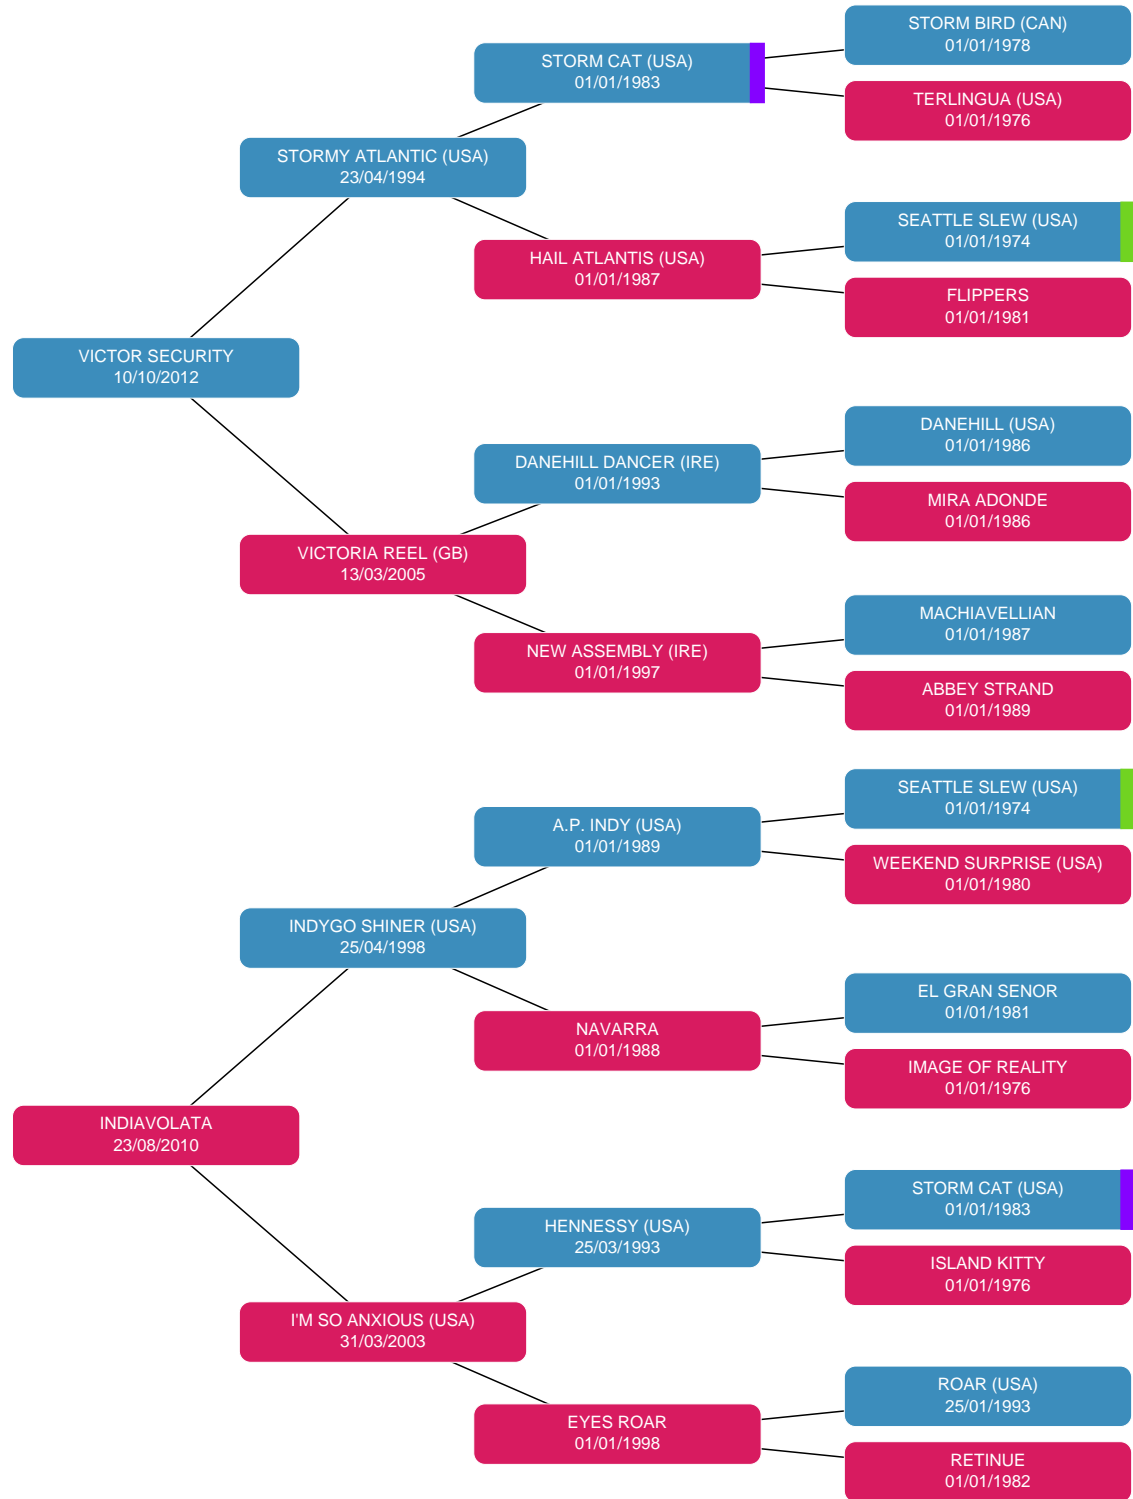 STORM BIRD (CAN)
01/01/1978
STORM CAT (USA)
01/01/1983
TERLINGUA (USA)
01/01/1976
STORMY ATLANTIC (USA)
23/04/1994
SEATTLE SLEW (USA)
01/01/1974
HAIL ATLANTIS (USA)
01/01/1987
FLIPPERS
01/01/1981
VICTOR SECURITY
10/10/2012
DANEHILL (USA)
01/01/1986
DANEHILL DANCER (IRE)
01/01/1993
MIRA ADONDE
01/01/1986
VICTORIA REEL (GB)
13/03/2005
MACHIAVELLIAN
01/01/1987
NEW ASSEMBLY (IRE)
01/01/1997
ABBEY STRAND
01/01/1989
SEATTLE SLEW (USA)
01/01/1974
A.P. INDY (USA)
01/01/1989
WEEKEND SURPRISE (USA)
01/01/1980
INDYGO SHINER (USA)
25/04/1998
EL GRAN SENOR
01/01/1981
NAVARRA
01/01/1988
IMAGE OF REALITY
01/01/1976
INDIAVOLATA
23/08/2010
STORM CAT (USA)
01/01/1983
HENNESSY (USA)
25/03/1993
ISLAND KITTY
01/01/1976
I'M SO ANXIOUS (USA)
31/03/2003
ROAR (USA)
25/01/1993
EYES ROAR
01/01/1998
RETINUE
01/01/1982